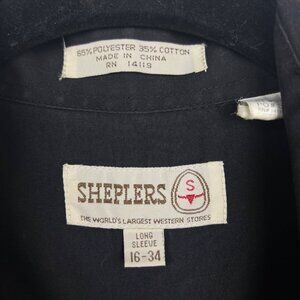 65% POLYESTER 35% COTTON
MADE IN CHINA
RN 14119
SHEPLERS
S
THE WORLD'S LARGEST WESTERN STORES
LONG
SLEEVE
16-34